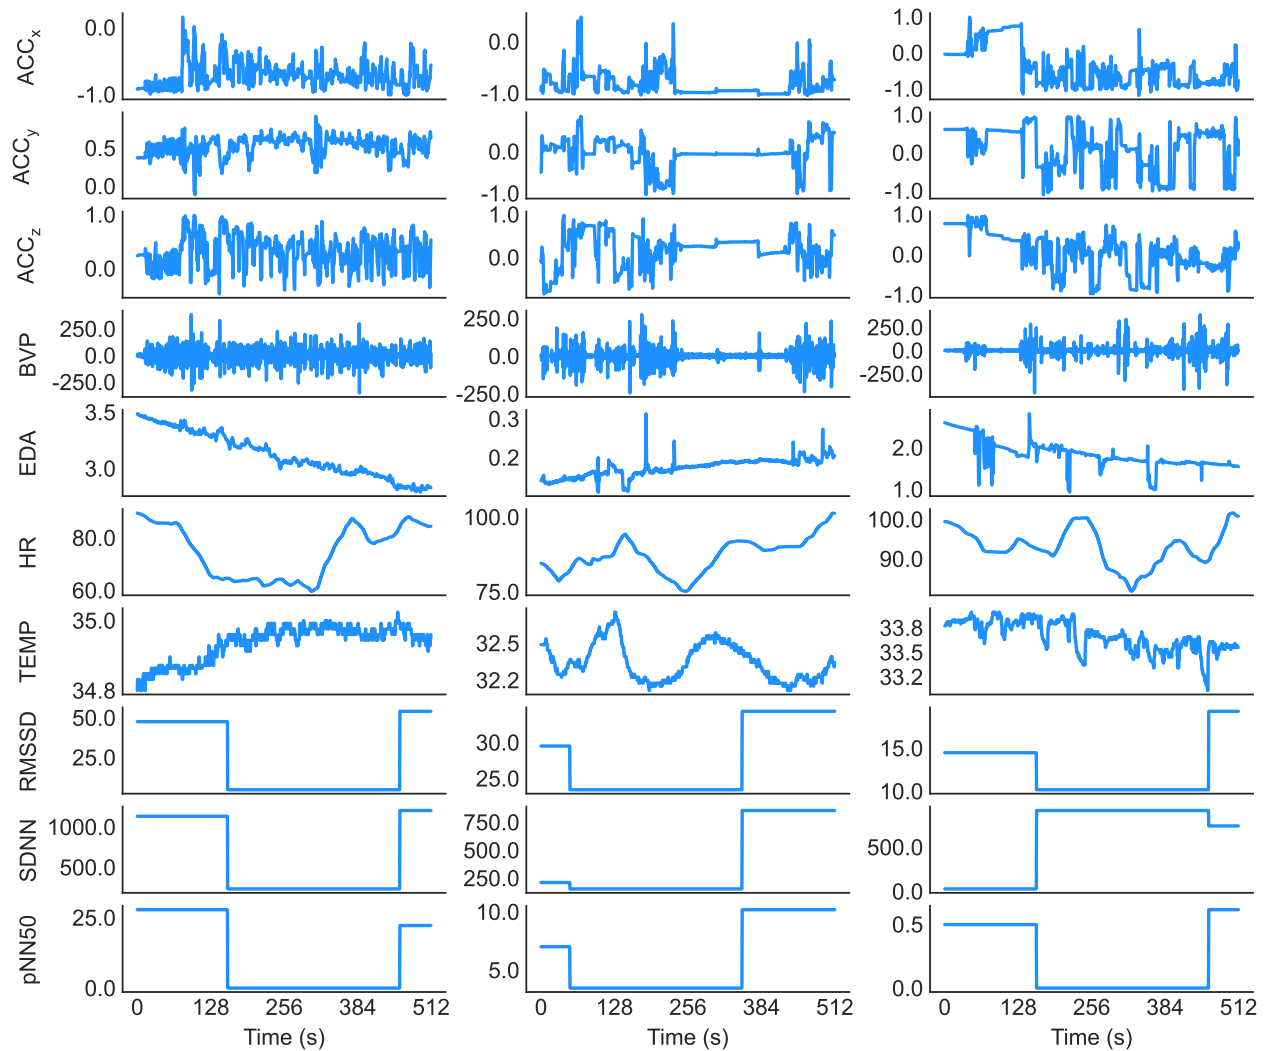 ACCx 0.0 -1.0 0.0 -1.0 1.0 0.0 -1.0
ACCy 0.5 0.0 0.0 -1.0 1.0 0.0 -1.0
ACCz 1.0 0.0 1.0 0.0 1.0 0.0 -1.0
BVP 250.0 0.0 -250.0 250.0 0.0 -250.0 250.0 0.0 -250.0
EDA 3.5 3.0 0.3 0.2 2.0 1.0
HR 80.0 60.0 100.0 75.0 100.0 90.0
TEMP 35.0 34.8 32.5 32.2 33.8 33.5 33.2
RMSSD 50.0 25.0 30.0 25.0 15.0 10.0
SDNN 1000.0 500.0 750.0 500.0 250.0 500.0 0.0
pNN50 25.0 0.0 10.0 5.0 0.5 0.0
0 128 256 384 512 0 128 256 384 512 0 128 256 384 512
Time (s) Time (s) Time (s)